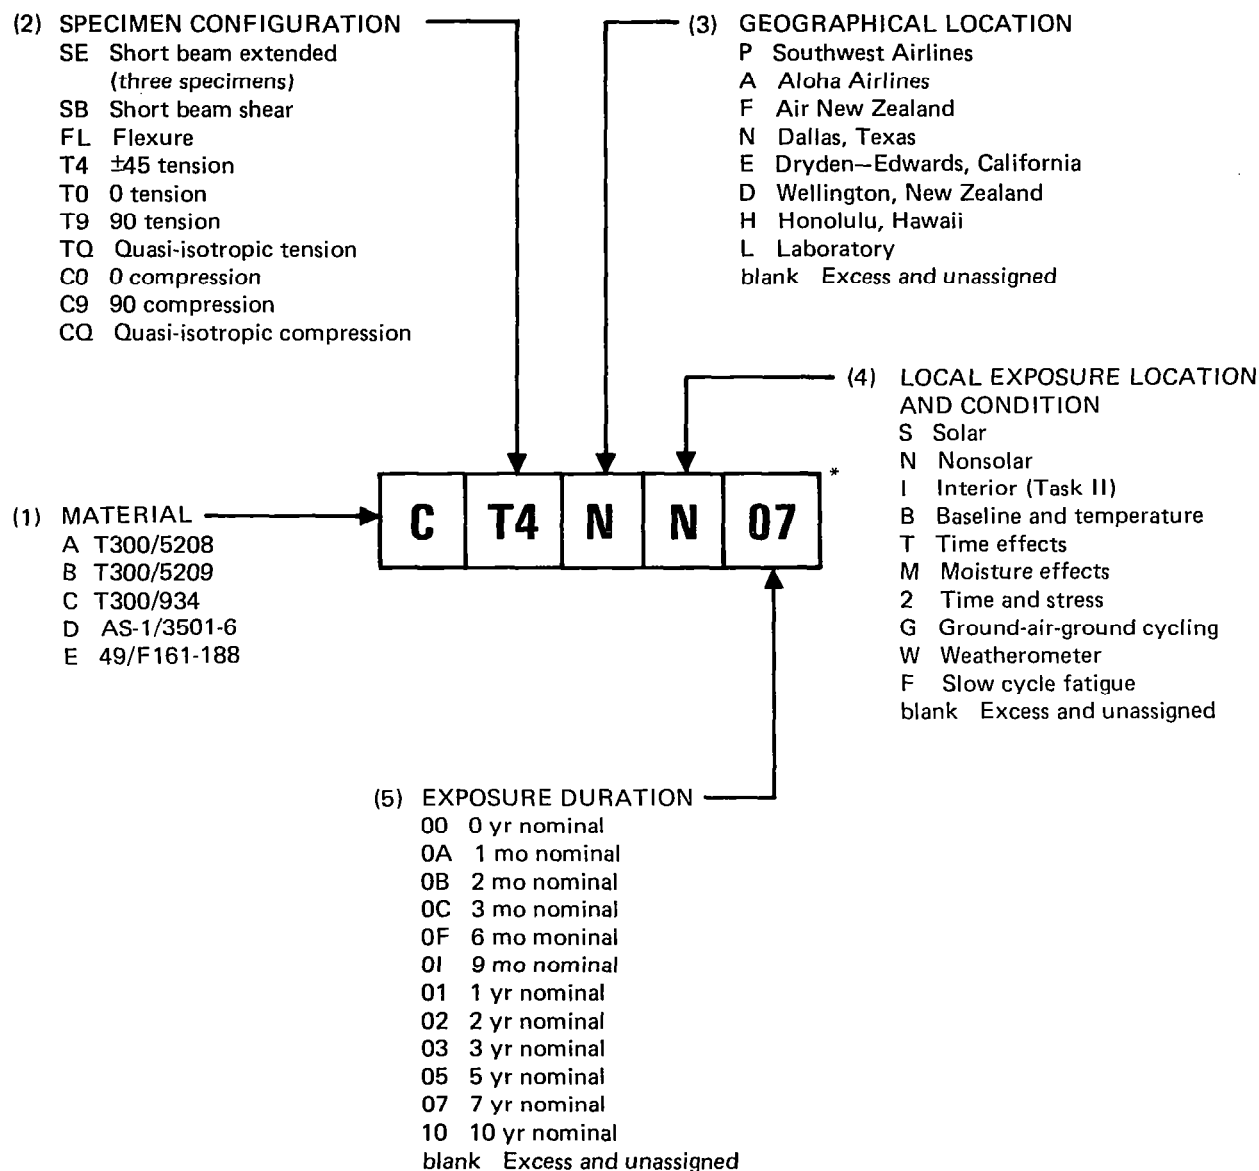 (2) SPECIMEN CONFIGURATION
SE Short beam extended
(three specimens)
SB Short beam shear
FL Flexure
T4 ±45 tension
T0 0 tension
T9 90 tension
TQ Quasi-isotropic tension
C0 0 compression
C9 90 compression
CQ Quasi-isotropic compression
(3) GEOGRAPHICAL LOCATION
P Southwest Airlines
A Aloha Airlines
F Air New Zealand
N Dallas, Texas
E Dryden—Edwards, California
D Wellington, New Zealand
H Honolulu, Hawaii
L Laboratory
blank Excess and unassigned
(4) LOCAL EXPOSURE LOCATION
AND CONDITION
S Solar
N Nonsolar
I Interior (Task II)
B Baseline and temperature
T Time effects
M Moisture effects
2 Time and stress
G Ground-air-ground cycling
W Weatherometer
F Slow cycle fatigue
blank Excess and unassigned
(1) MATERIAL
A T300/5208
B T300/5209
C T300/934
D AS-1/3501-6
E 49/F161-188
C T4 N N 07 *
(5) EXPOSURE DURATION
00 0 yr nominal
0A 1 mo nominal
0B 2 mo nominal
0C 3 mo nominal
0F 6 mo moninal
0I 9 mo nominal
01 1 yr nominal
02 2 yr nominal
03 3 yr nominal
05 5 yr nominal
07 7 yr nominal
10 10 yr nominal
blank Excess and unassigned